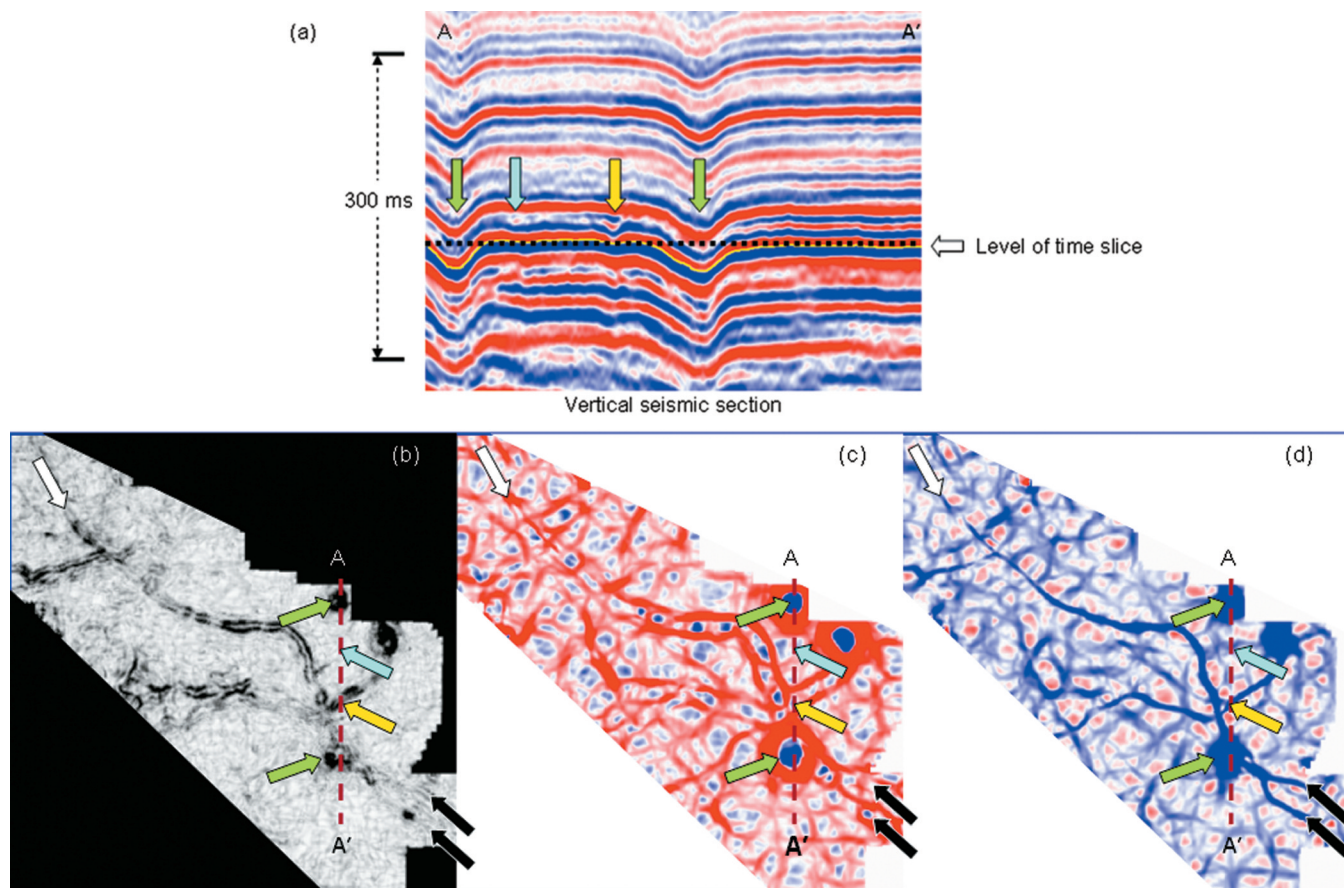 (a)
A A′
300 ms
Level of time slice
Vertical seismic section
(b) (c) (d)
A A A
A′ A′ A′